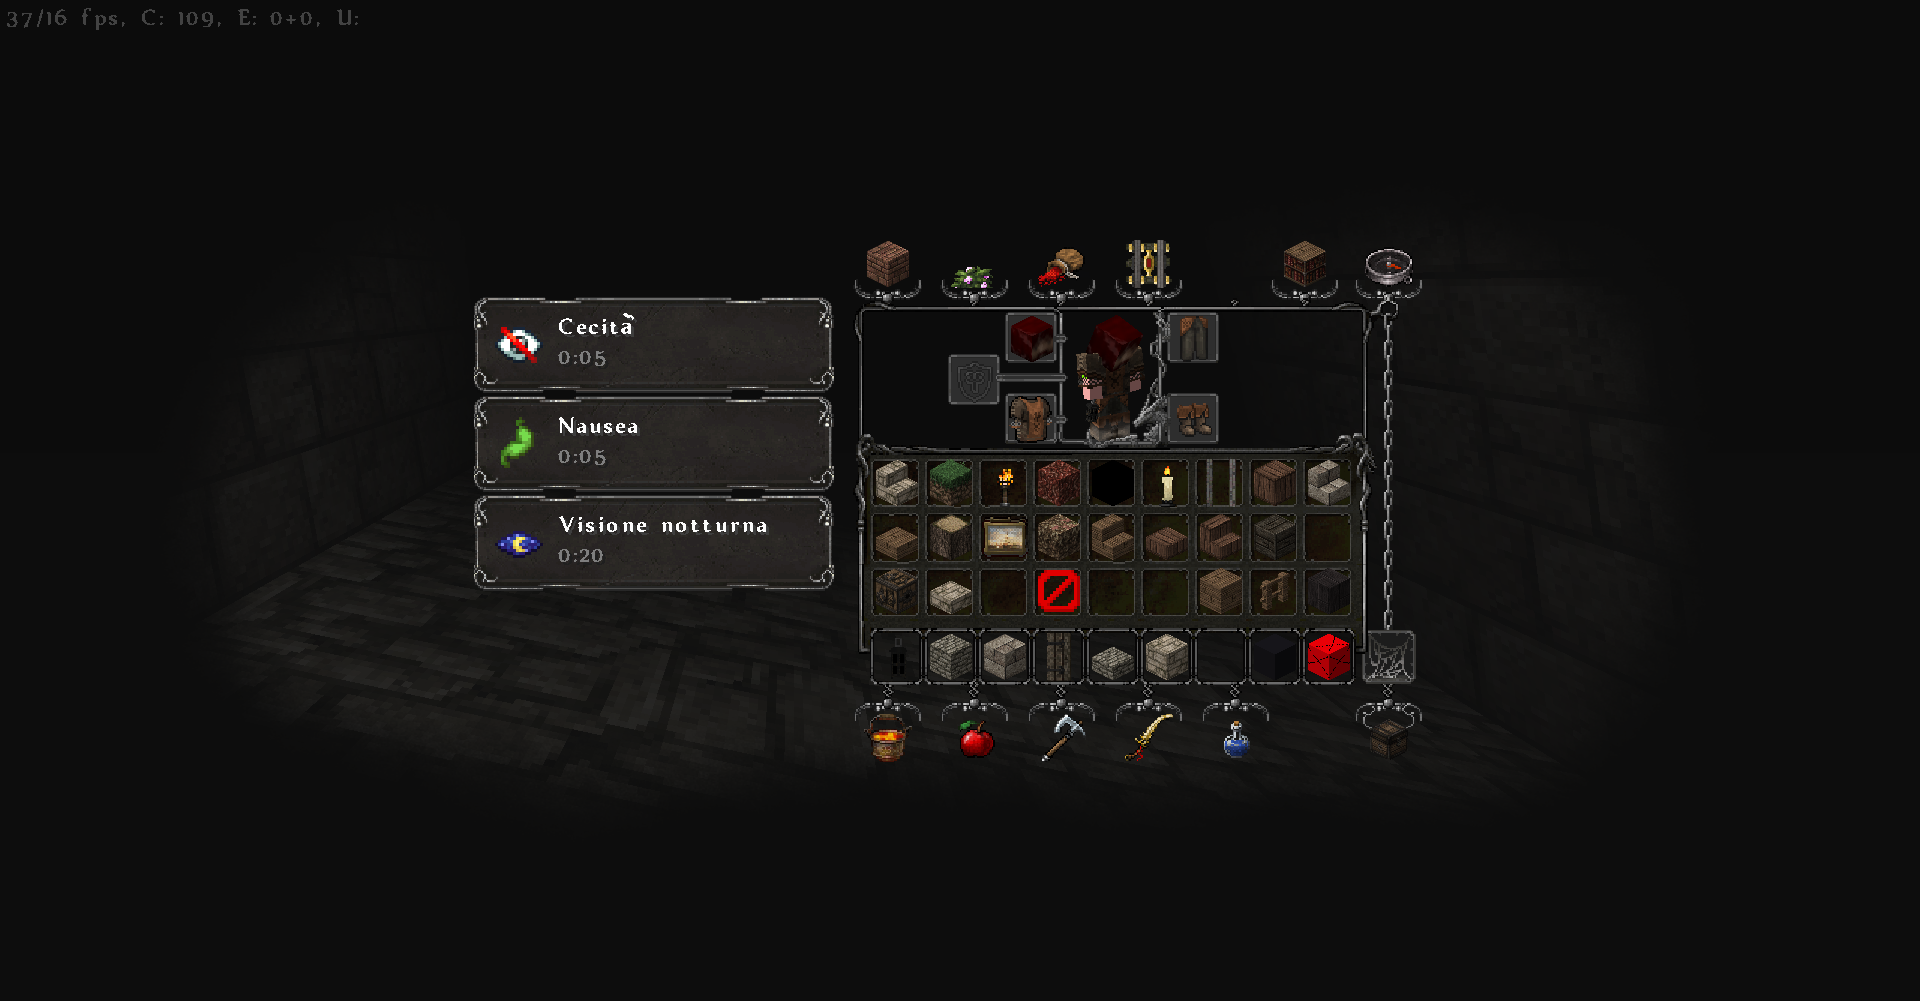 37/16 fps, C: 109, E: 0+0, U:
Cecità
0:05
Nausea
0:05
Visione notturna
0:20